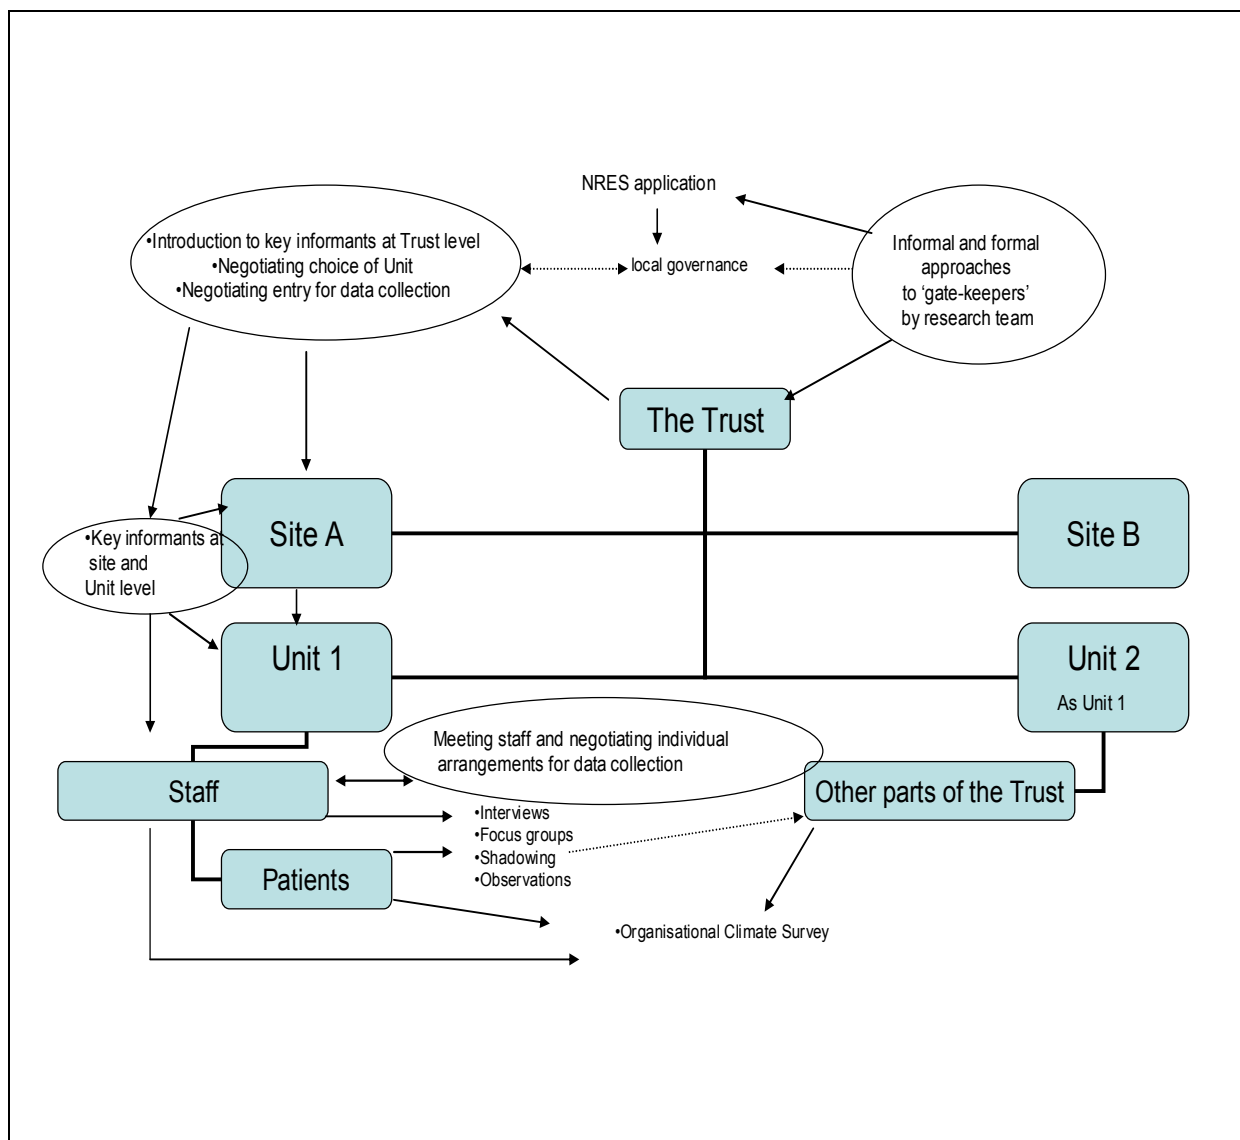 NRES application
•Introduction to key informants at Trust level
•Negotiating choice of Unit
•Negotiating entry for data collection
local governance
Informal and formal
approaches
to ‘gate-keepers’
by research team
The Trust
Site A
Site B
•Key informants at
site and
Unit level
Unit 1
Unit 2
As Unit 1
Meeting staff and negotiating individual
arrangements for data collection
Staff
Other parts of the Trust
•Interviews
•Focus groups
•Shadowing
•Observations
Patients
•Organisational Climate Survey